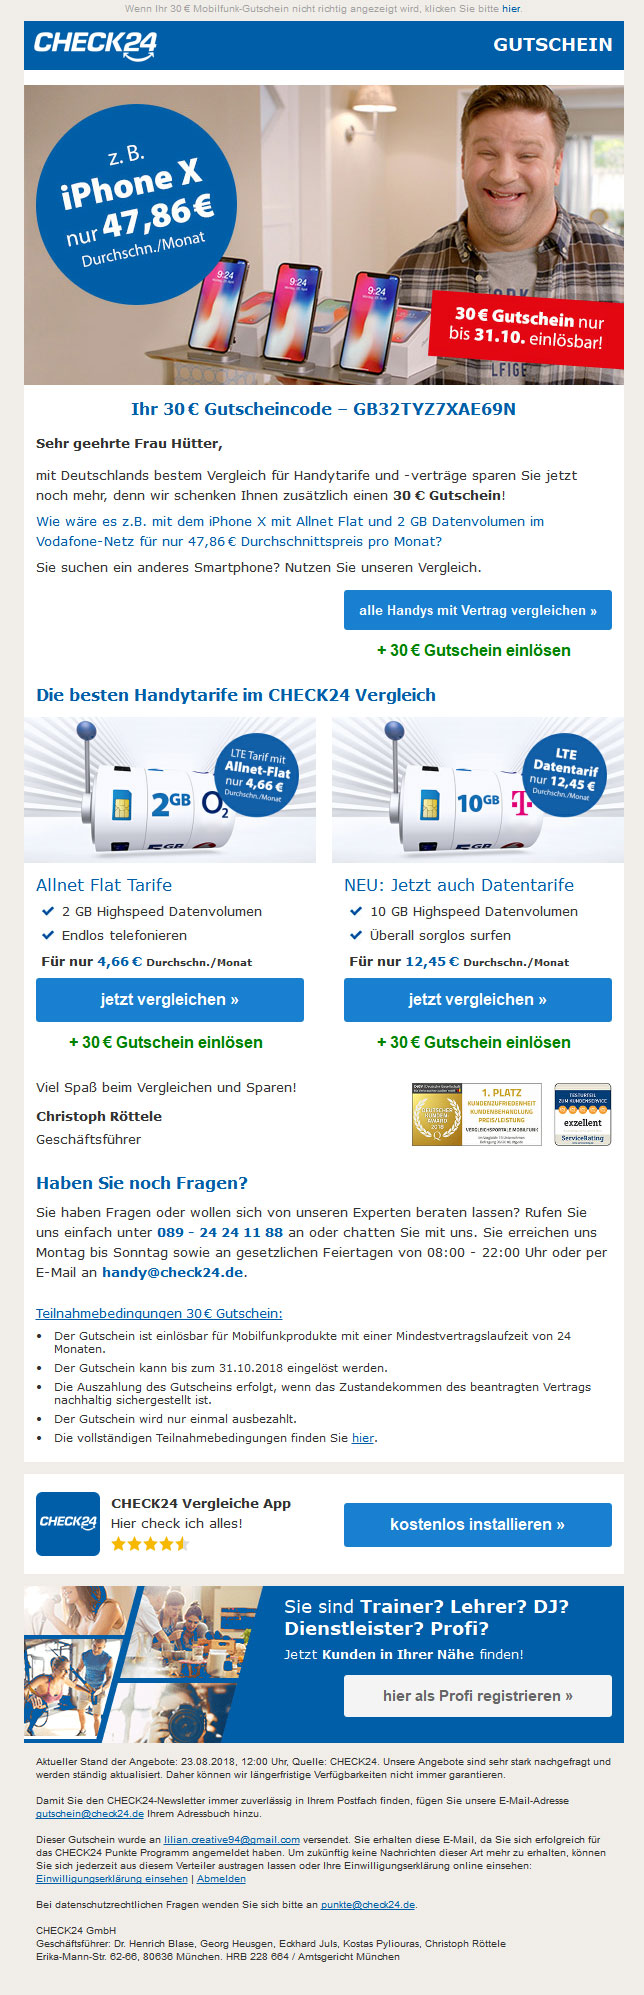 Wenn Ihr 30 € Mobilfunk-Gutschein nicht richtig angezeigt wird, klicken Sie bitte hier.
CHECK24
GUTSCHEIN
z. B.
iPhone X
nur 47,86 €
Durchschn./Monat
9:24
9:24
9:24
30 € Gutschein nur
bis 31.10. einlösbar!
LFIGE
Ihr 30 € Gutscheincode – GB32TYZ7XAE69N
Sehr geehrte Frau Hütter,
mit Deutschlands bestem Vergleich für Handytarife und -verträge sparen Sie jetzt
noch mehr, denn wir schenken Ihnen zusätzlich einen 30 € Gutschein!
Wie wäre es z.B. mit dem iPhone X mit Allnet Flat und 2 GB Datenvolumen im
Vodafone-Netz für nur 47,86 € Durchschnittspreis pro Monat?
Sie suchen ein anderes Smartphone? Nutzen Sie unseren Vergleich.
alle Handys mit Vertrag vergleichen »
+ 30 € Gutschein einlösen
Die besten Handytarife im CHECK24 Vergleich
LTE Tarif mit
Allnet-Flat
nur 4,66 €
Durchschn./Monat
2GB
O2
LTE
Datentarif
nur 12,45 €
Durchschn./Monat
10GB
T
Allnet Flat Tarife
2 GB Highspeed Datenvolumen
Endlos telefonieren
Für nur 4,66 € Durchschn./Monat
jetzt vergleichen »
+ 30 € Gutschein einlösen
NEU: Jetzt auch Datentarife
10 GB Highspeed Datenvolumen
Überall sorglos surfen
Für nur 12,45 € Durchschn./Monat
jetzt vergleichen »
+ 30 € Gutschein einlösen
Viel Spaß beim Vergleichen und Sparen!
Christoph Röttele
Geschäftsführer
DEUTSCHER
KUNDEN-
AWARD
2018
1. PLATZ
KUNDENZUFRIEDENHEIT
KUNDENBEHANDLUNG
PREIS/LEISTUNG
VERGLEICHSPORTALE MOBILFUNK
TESTURTEIL
ZUM KUNDENSERVICE
exzellent
ServiceRating
Haben Sie noch Fragen?
Sie haben Fragen oder wollen sich von unseren Experten beraten lassen? Rufen Sie
uns einfach unter 089 - 24 24 11 88 an oder chatten Sie mit uns. Sie erreichen uns
Montag bis Sonntag sowie an gesetzlichen Feiertagen von 08:00 - 22:00 Uhr oder per
E-Mail an handy@check24.de.
Teilnahmebedingungen 30 € Gutschein:
• Der Gutschein ist einlösbar für Mobilfunkprodukte mit einer Mindestvertragslaufzeit von 24
Monaten.
• Der Gutschein kann bis zum 31.10.2018 eingelöst werden.
• Die Auszahlung des Gutscheins erfolgt, wenn das Zustandekommen des beantragten Vertrags
nachhaltig sichergestellt ist.
• Der Gutschein wird nur einmal ausbezahlt.
• Die vollständigen Teilnahmebedingungen finden Sie hier.
CHECK24
CHECK24 Vergleiche App
Hier check ich alles!
kostenlos installieren »
Sie sind Trainer? Lehrer? DJ?
Dienstleister? Profi?
Jetzt Kunden in Ihrer Nähe finden!
hier als Profi registrieren »
Aktueller Stand der Angebote: 23.08.2018, 12:00 Uhr, Quelle: CHECK24. Unsere Angebote sind sehr stark nachgefragt und
werden ständig aktualisiert. Daher können wir längerfristige Verfügbarkeiten nicht immer garantieren.
Damit Sie den CHECK24-Newsletter immer zuverlässig in Ihrem Postfach finden, fügen Sie unsere E-Mail-Adresse
gutschein@check24.de Ihrem Adressbuch hinzu.
Dieser Gutschein wurde an lilian.creative94@gmail.com versendet. Sie erhalten diese E-Mail, da Sie sich erfolgreich für
das CHECK24 Punkte Programm angemeldet haben. Um zukünftig keine Nachrichten dieser Art mehr zu erhalten, können
Sie sich jederzeit aus diesem Verteiler austragen lassen oder Ihre Einwilligungserklärung online einsehen:
Einwilligungserklärung einsehen | Abmelden
Bei datenschutzrechtlichen Fragen wenden Sie sich bitte an punkte@check24.de.
CHECK24 GmbH
Geschäftsführer: Dr. Henrich Blase, Georg Heusgen, Eckhard Juls, Kostas Pyliouras, Christoph Röttele
Erika-Mann-Str. 62-66, 80636 München. HRB 228 664 / Amtsgericht München